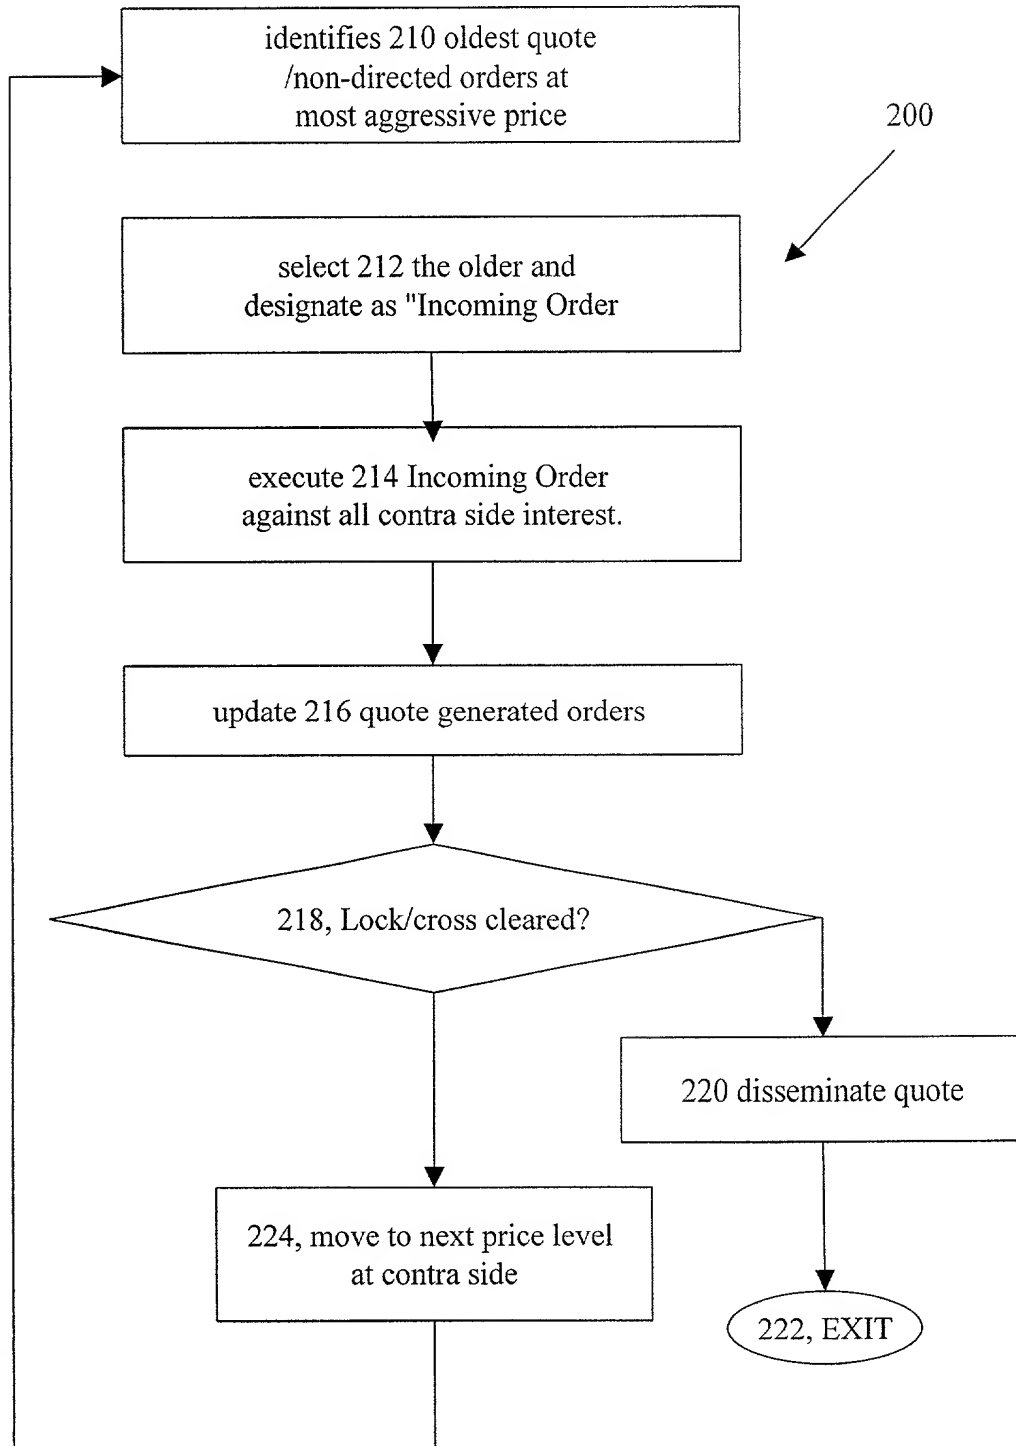 identifies 210 oldest quote
/non-directed orders at
most aggressive price
200
select 212 the older and
designate as "Incoming Order
execute 214 Incoming Order
against all contra side interest.
update 216 quote generated orders
218, Lock/cross cleared?
220 disseminate quote
224, move to next price level
at contra side
222, EXIT